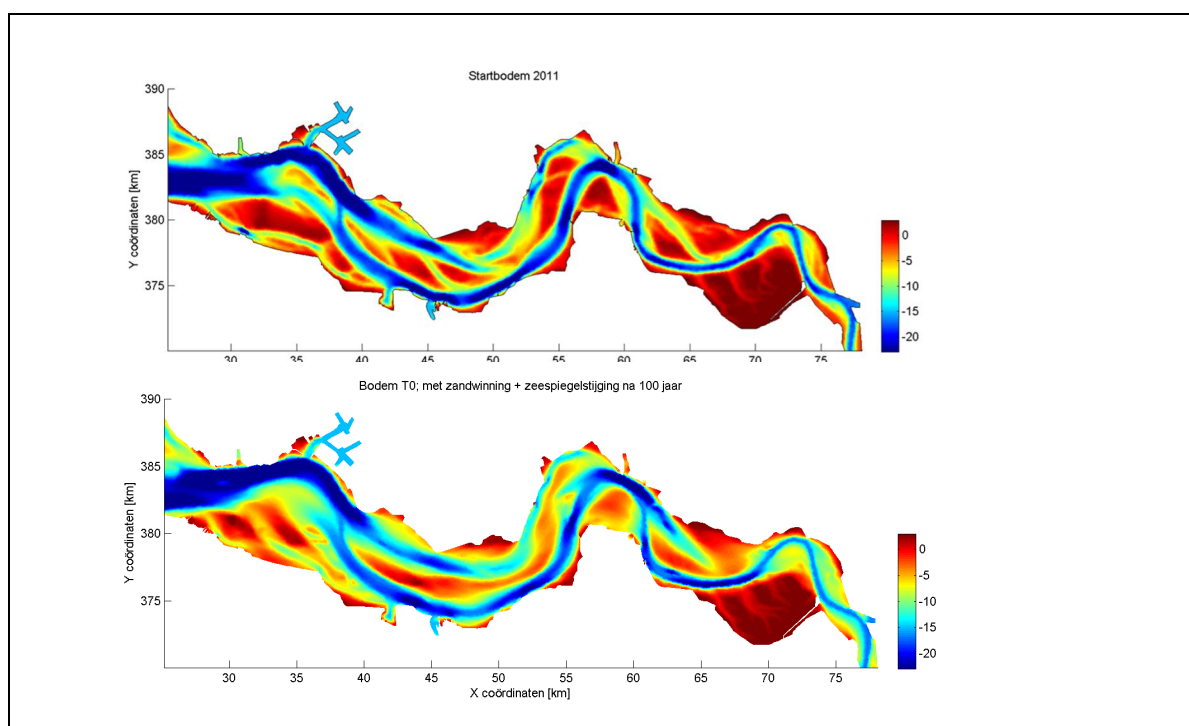 Startbodem 2011
390
385
380
375
Y coördinaten [km]
30 35 40 45 50 55 60 65 70 75
0
-5
-10
-15
-20
Bodem T0; met zandwinning + zeespiegelstijging na 100 jaar
390
385
380
375
Y coördinaten [km]
30 35 40 45 50 55 60 65 70 75
X coördinaten [km]
0
-5
-10
-15
-20